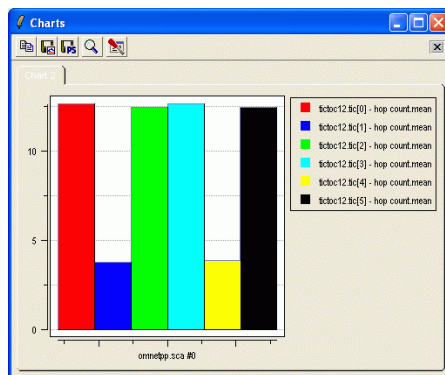 Charts
PS
Chart 2
10
5
0
omnetpp.sca #0
tictoc12.tic[0] - hop count.mean
tictoc12.tic[1] - hop count.mean
tictoc12.tic[2] - hop count.mean
tictoc12.tic[3] - hop count.mean
tictoc12.tic[4] - hop count.mean
tictoc12.tic[5] - hop count.mean